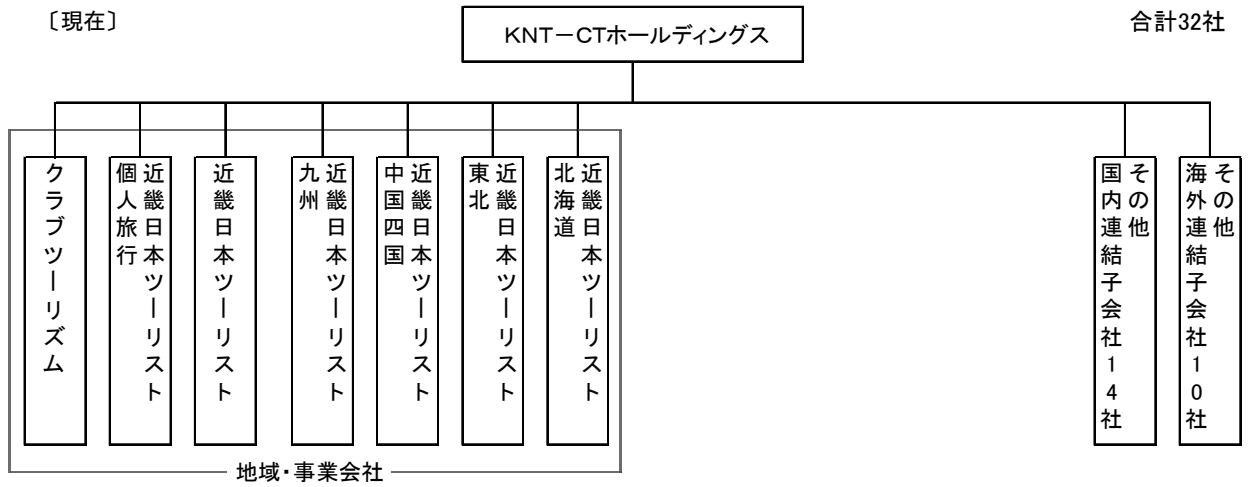 〔現在〕
KNT－CTホールディングス
合計32社
クラブツーリズム
近畿日本ツーリスト
個人旅行
近畿日本ツーリスト
近畿日本ツーリスト
九州
近畿日本ツーリスト
中国四国
近畿日本ツーリスト
東北
近畿日本ツーリスト
北海道
その他
国内連結子会社14社
その他
海外連結子会社10社
地域・事業会社